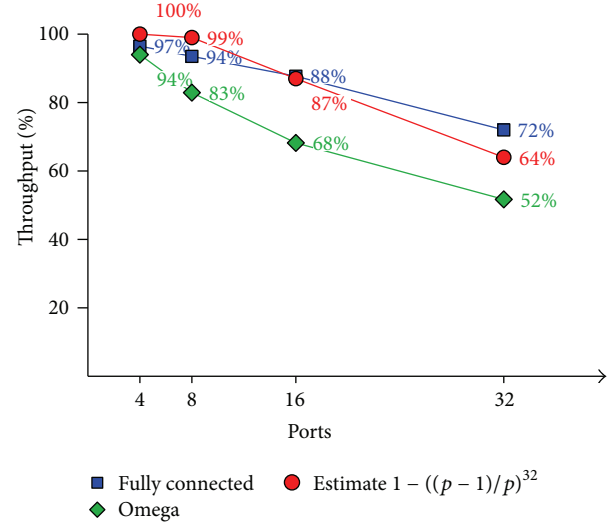 100%
100
97%
99%
94%
94%
83%
88%
87%
80
68%
72%
64%
60
52%
40
20
Throughput (%)
4 8 16 32
Ports
Fully connected
Estimate 1 − ((p − 1)/p)³²
Omega